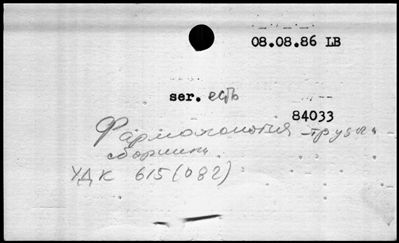 08.08.86 LB
ser. есть
84033
Фармакология - труды
сборники
УДК 615(082)